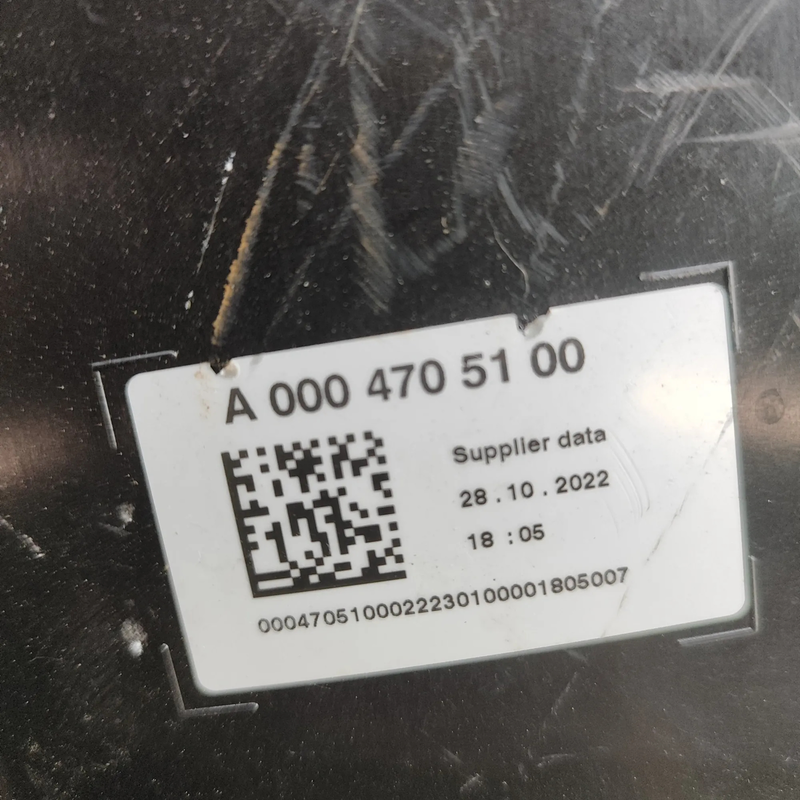 A 000 470 51 00
Supplier data
28 . 10 . 2022
18 : 05
0004705100022230100001805007